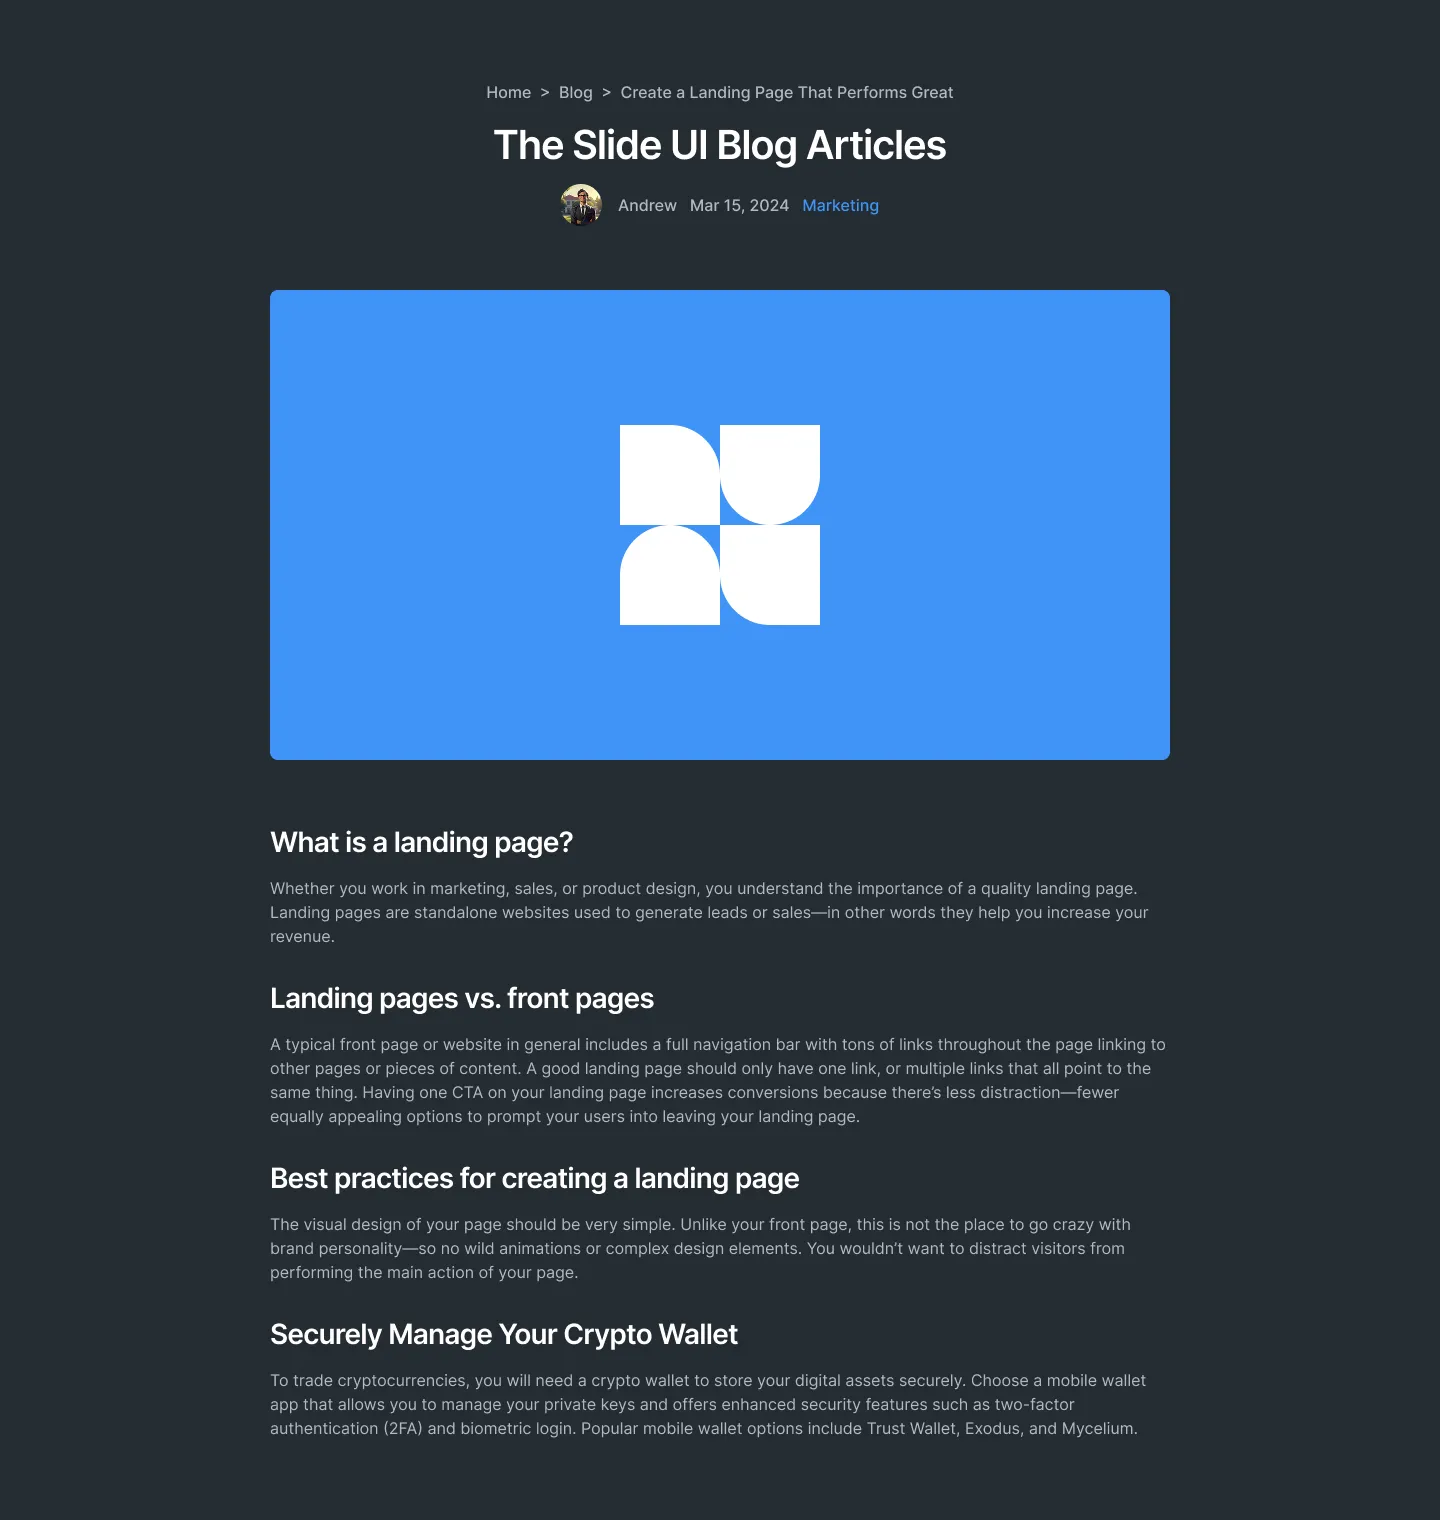 Home > Blog > Create a Landing Page That Performs Great
The Slide UI Blog Articles
Andrew Mar 15, 2024 Marketing
What is a landing page?
Whether you work in marketing, sales, or product design, you understand the importance of a quality landing page.
Landing pages are standalone websites used to generate leads or sales—in other words they help you increase your
revenue.
Landing pages vs. front pages
A typical front page or website in general includes a full navigation bar with tons of links throughout the page linking to
other pages or pieces of content. A good landing page should only have one link, or multiple links that all point to the
same thing. Having one CTA on your landing page increases conversions because there’s less distraction—fewer
equally appealing options to prompt your users into leaving your landing page.
Best practices for creating a landing page
The visual design of your page should be very simple. Unlike your front page, this is not the place to go crazy with
brand personality—so no wild animations or complex design elements. You wouldn’t want to distract visitors from
performing the main action of your page.
Securely Manage Your Crypto Wallet
To trade cryptocurrencies, you will need a crypto wallet to store your digital assets securely. Choose a mobile wallet
app that allows you to manage your private keys and offers enhanced security features such as two-factor
authentication (2FA) and biometric login. Popular mobile wallet options include Trust Wallet, Exodus, and Mycelium.